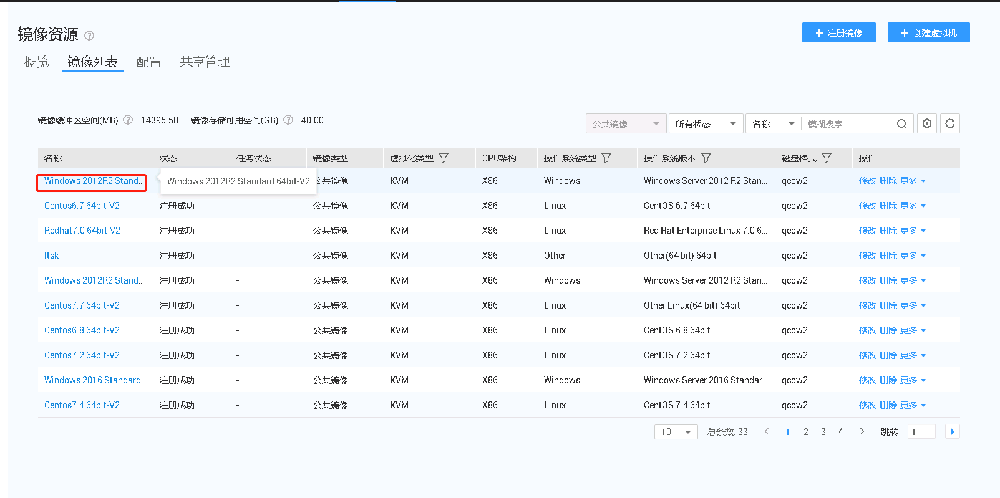 镜像资源 ?
+ 注册镜像 + 创建虚拟机
概览 镜像列表 配置 共享管理
镜像缓冲区空间(MB) ? 14395.50 镜像存储可用空间(GB) ? 40.00
公共镜像 所有状态 名称 模糊搜索
名称 状态 任务状态 镜像类型 虚拟化类型 CPU架构 操作系统类型 操作系统版本 磁盘格式 操作
Windows 2012R2 Stand... Windows 2012R2 Standard 64bit-V2 公共镜像 KVM X86 Windows Windows Server 2012 R2 Stan... qcow2 修改 删除 更多
Centos6.7 64bit-V2 注册成功 - 公共镜像 KVM X86 Linux CentOS 6.7 64bit qcow2 修改 删除 更多
Redhat7.0 64bit-V2 注册成功 - 公共镜像 KVM X86 Linux Red Hat Enterprise Linux 7.0 6... qcow2 修改 删除 更多
ltsk 注册成功 - 公共镜像 KVM X86 Other Other(64 bit) 64bit qcow2 修改 删除 更多
Windows 2012R2 Stand... 注册成功 - 公共镜像 KVM X86 Windows Windows Server 2012 R2 Stan... qcow2 修改 删除 更多
Centos7.7 64bit-V2 注册成功 - 公共镜像 KVM X86 Linux Other Linux(64 bit) 64bit qcow2 修改 删除 更多
Centos6.8 64bit-V2 注册成功 - 公共镜像 KVM X86 Linux CentOS 6.8 64bit qcow2 修改 删除 更多
Centos7.2 64bit-V2 注册成功 - 公共镜像 KVM X86 Linux CentOS 7.2 64bit qcow2 修改 删除 更多
Windows 2016 Standard... 注册成功 - 公共镜像 KVM X86 Windows Windows Server 2016 Standar... qcow2 修改 删除 更多
Centos7.4 64bit-V2 注册成功 - 公共镜像 KVM X86 Linux CentOS 7.4 64bit qcow2 修改 删除 更多
10 总条数: 33 < 1 2 3 4 > 跳转 1